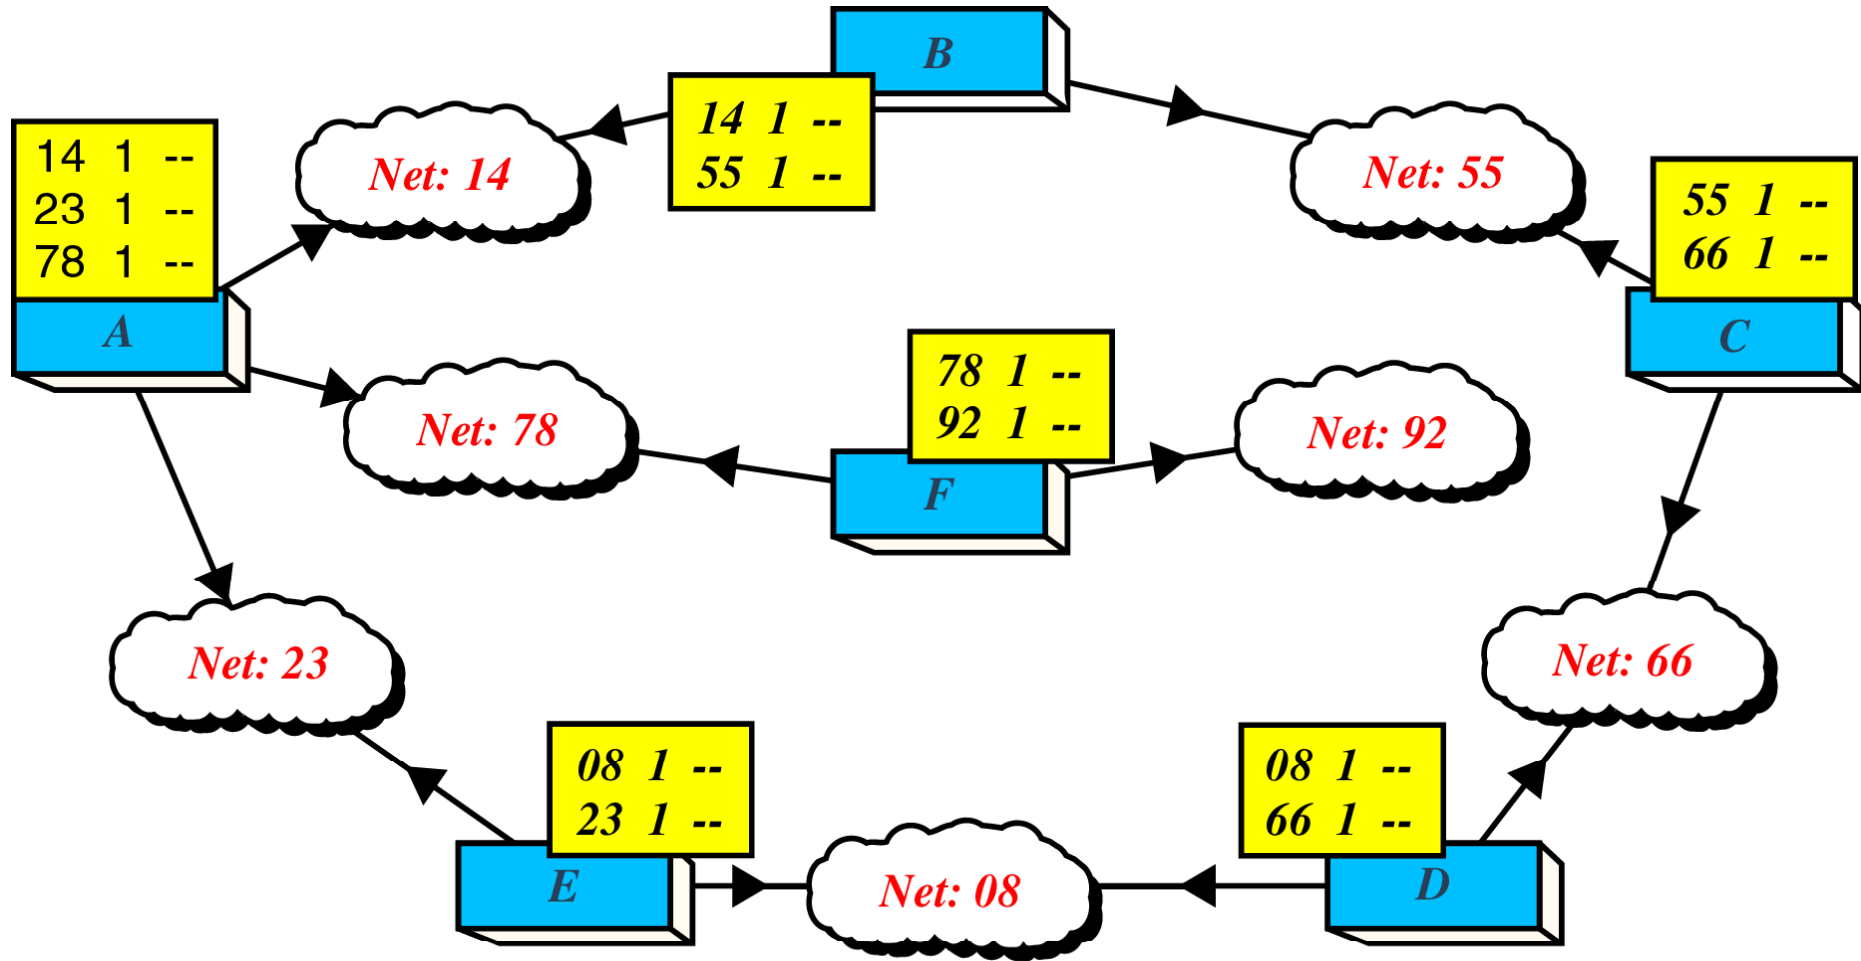 B
14 1 --
55 1 --
Net: 14
Net: 55
14 1 --
23 1 --
78 1 --
A
55 1 --
66 1 --
C
78 1 --
92 1 --
F
Net: 78
Net: 92
Net: 23
Net: 66
08 1 --
23 1 --
E
08 1 --
66 1 --
D
Net: 08